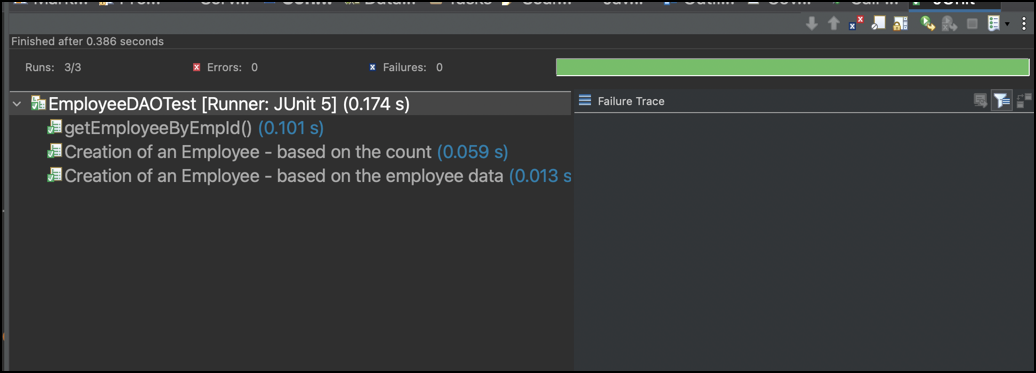 JUnit
Finished after 0.386 seconds
Runs: 3/3 Errors: 0 Failures: 0
EmployeeDAOTest [Runner: JUnit 5] (0.174 s)
Failure Trace
getEmployeeByEmpId() (0.101 s)
Creation of an Employee - based on the count (0.059 s)
Creation of an Employee - based on the employee data (0.013 s